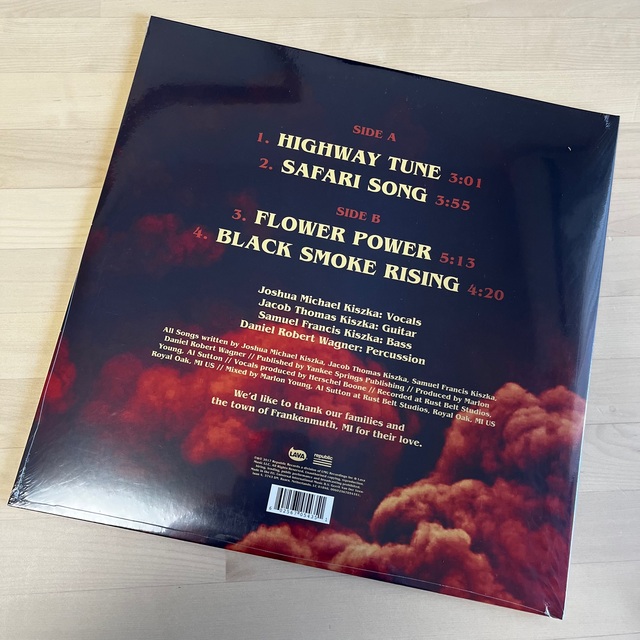 SIDE A
1. HIGHWAY TUNE 3:01
2. SAFARI SONG 3:55
SIDE B
3. FLOWER POWER 5:13
4. BLACK SMOKE RISING 4:20
Joshua Michael Kiszka: Vocals
Jacob Thomas Kiszka: Guitar
Samuel Francis Kiszka: Bass
Daniel Robert Wagner: Percussion
All Songs written by Joshua Michael Kiszka, Jacob Thomas Kiszka, Samuel Francis Kiszka,
Daniel Robert Wagner // Published by Yankee Springs Publishing // Produced by Marlon
Young, Al Sutton // Vocals produced by Herschel Boone // Recorded at Rust Belt Studios,
Royal Oak, MI US // Mixed by Marlon Young, Al Sutton at Rust Belt Studios, Royal Oak, MI US
We'd like to thank our families and
the town of Frankenmuth, MI for their love.
LAVA
republic